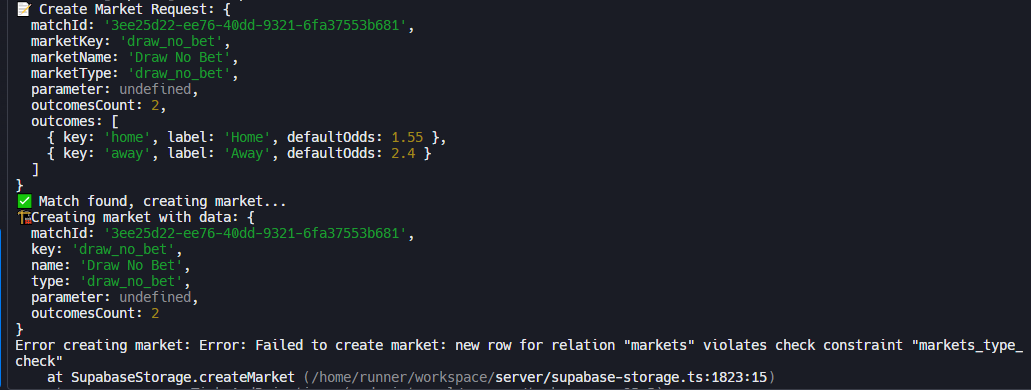 📝 Create Market Request: {
  matchId: '3ee25d22-ee76-40dd-9321-6fa37553b681',
  marketKey: 'draw_no_bet',
  marketName: 'Draw No Bet',
  marketType: 'draw_no_bet',
  parameter: undefined,
  outcomesCount: 2,
  outcomes: [
    { key: 'home', label: 'Home', defaultOdds: 1.55 },
    { key: 'away', label: 'Away', defaultOdds: 2.4 }
  ]
}
✅ Match found, creating market...
🏗️Creating market with data: {
  matchId: '3ee25d22-ee76-40dd-9321-6fa37553b681',
  key: 'draw_no_bet',
  name: 'Draw No Bet',
  type: 'draw_no_bet',
  parameter: undefined,
  outcomesCount: 2
}
Error creating market: Error: Failed to create market: new row for relation "markets" violates check constraint "markets_type_
check"
    at SupabaseStorage.createMarket (/home/runner/workspace/server/supabase-storage.ts:1823:15)